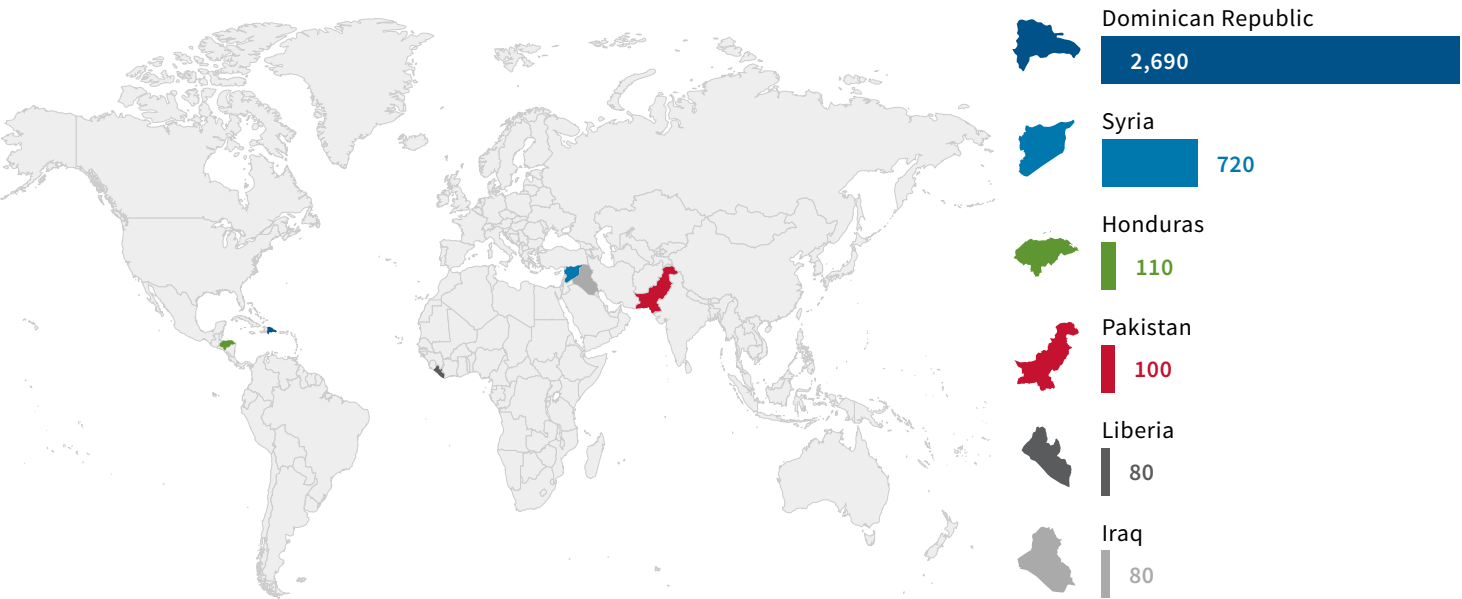 Dominican Republic
2,690
Syria
720
Honduras
110
Pakistan
100
Liberia
80
Iraq
80